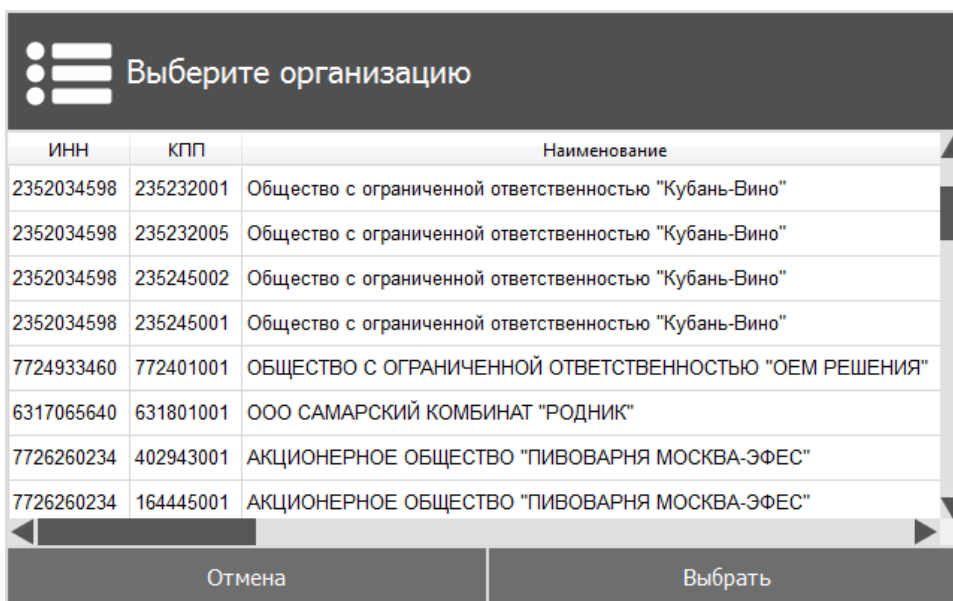 Выберите организацию
ИНН КПП Наименование
2352034598 235232001 Общество с ограниченной ответственностью "Кубань-Вино"
2352034598 235232005 Общество с ограниченной ответственностью "Кубань-Вино"
2352034598 235245002 Общество с ограниченной ответственностью "Кубань-Вино"
2352034598 235245001 Общество с ограниченной ответственностью "Кубань-Вино"
7724933460 772401001 ОБЩЕСТВО С ОГРАНИЧЕННОЙ ОТВЕТСТВЕННОСТЬЮ "ОЕМ РЕШЕНИЯ"
6317065640 631801001 ООО САМАРСКИЙ КОМБИНАТ "РОДНИК"
7726260234 402943001 АКЦИОНЕРНОЕ ОБЩЕСТВО "ПИВОВАРНЯ МОСКВА-ЭФЕС"
7726260234 164445001 АКЦИОНЕРНОЕ ОБЩЕСТВО "ПИВОВАРНЯ МОСКВА-ЭФЕС"
Отмена Выбрать